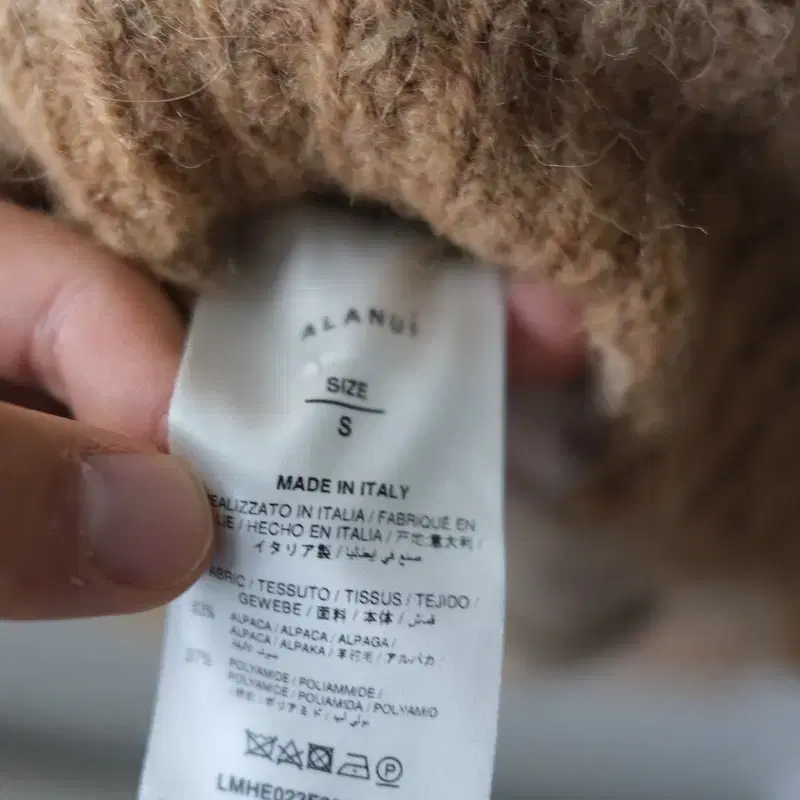 ALANUI
SIZE
S
MADE IN ITALY
REALIZZATO IN ITALIA / FABRIQUÉ EN
/ HECHO EN ITALIA / 产地:意大利 /
イタリア製 / صنع في إيطاليا
FABRIC / TESSUTO / TISSUS / TEJIDO /
GEWEBE / 面料 / 本体 / قماش
ALPACA / ALPACA / ALPAGA /
ALPACA / ALPAKA / 羊驼毛 / アルパカ
37%
POLYAMIDE / POLIAMMIDE /
POLYAMIDE / POLIAMIDA / POLYAMID
ポリアミド
P
LMHE023F